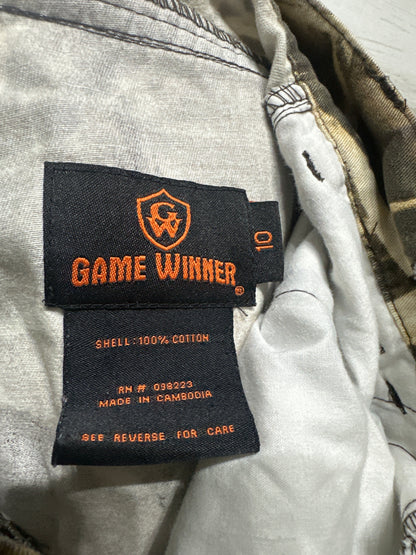 GW
GAME WINNER®
10
SHELL: 100% COTTON
RN # 098223
MADE IN CAMBODIA
SEE REVERSE FOR CARE